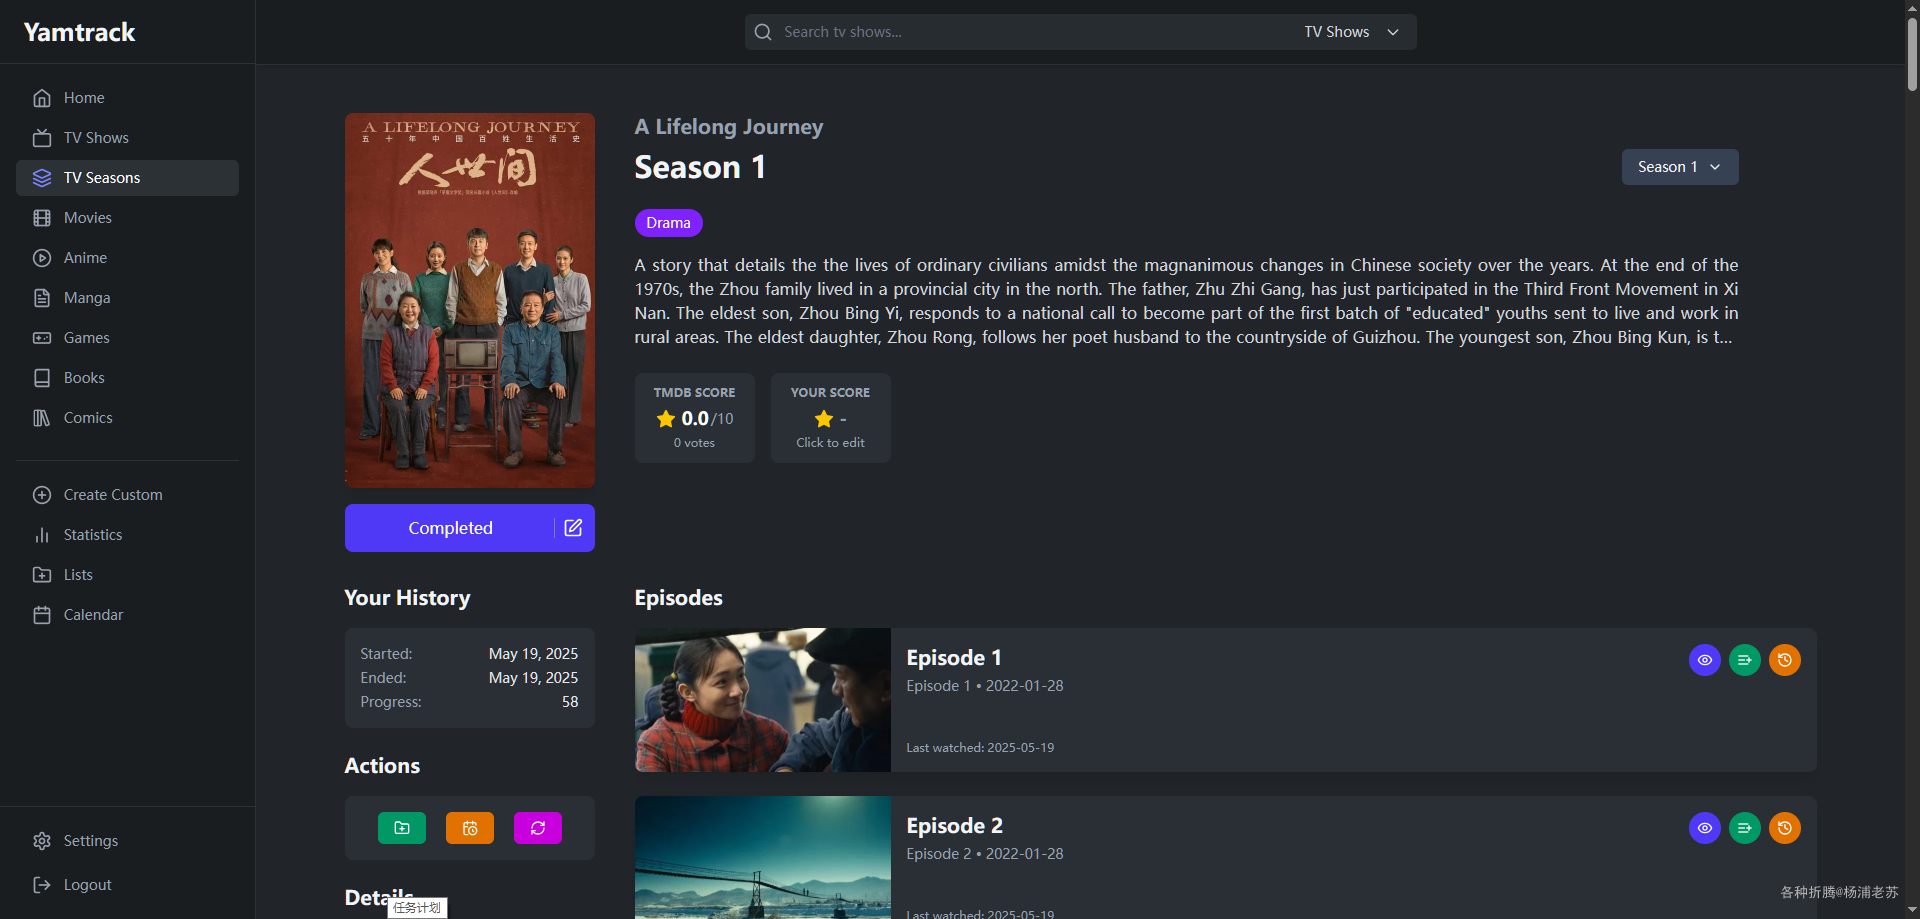 Yamtrack
Search tv shows...
TV Shows
Home
TV Shows
TV Seasons
Movies
Anime
Manga
Games
Books
Comics
Create Custom
Statistics
Lists
Calendar
Settings
Logout
A LIFELONG JOURNEY
五十年中国百姓生活史
人世间
A Lifelong Journey
Season 1
Season 1
Drama
A story that details the the lives of ordinary civilians amidst the magnanimous changes in Chinese society over the years. At the end of the
1970s, the Zhou family lived in a provincial city in the north. The father, Zhu Zhi Gang, has just participated in the Third Front Movement in Xi
Nan. The eldest son, Zhou Bing Yi, responds to a national call to become part of the first batch of "educated" youths sent to live and work in
rural areas. The eldest daughter, Zhou Rong, follows her poet husband to the countryside of Guizhou. The youngest son, Zhou Bing Kun, is t...
TMDB SCORE
0.0/10
0 votes
YOUR SCORE
-
Click to edit
Completed
Your History
Started: May 19, 2025
Ended: May 19, 2025
Progress: 58
Actions
Details
任务计划
Episodes
Episode 1
Episode 1 • 2022-01-28
Last watched: 2025-05-19
Episode 2
Episode 2 • 2022-01-28
Last watched: 2025-05-19
各种折腾@杨浦老苏